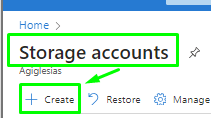 Home >
Storage accounts
Agiglesias
+ Create Restore Manage